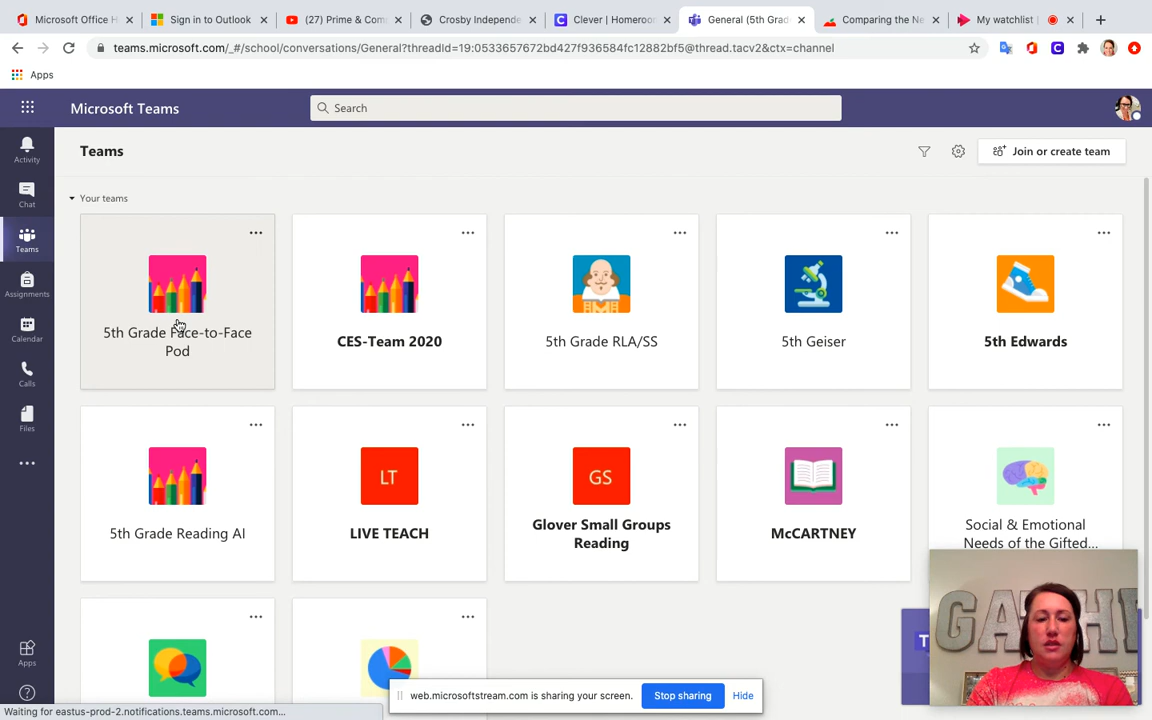 Microsoft Office H
Sign in to Outlook
(27) Prime & Com
Crosby Independe
Clever | Homeroom
General (5th Grade
Comparing the Ne
My watchlist
teams.microsoft.com/_#/school/conversations/General?threadId=19:0533657672bd427f936584fc12882bf5@thread.tacv2&ctx=channel
Apps
Microsoft Teams
Search
Activity
Chat
Teams
Assignments
Calendar
Calls
Files
Apps
Teams
Join or create team
Your teams
5th Grade Face-to-Face
Pod
CES-Team 2020
5th Grade RLA/SS
5th Geiser
5th Edwards
LT
GS
5th Grade Reading AI
LIVE TEACH
Glover Small Groups
Reading
McCARTNEY
Social & Emotional
Needs of the Gifted...
GATH
web.microsoftstream.com is sharing your screen.
Stop sharing
Hide
Waiting for eastus-prod-2.notifications.teams.microsoft.com...